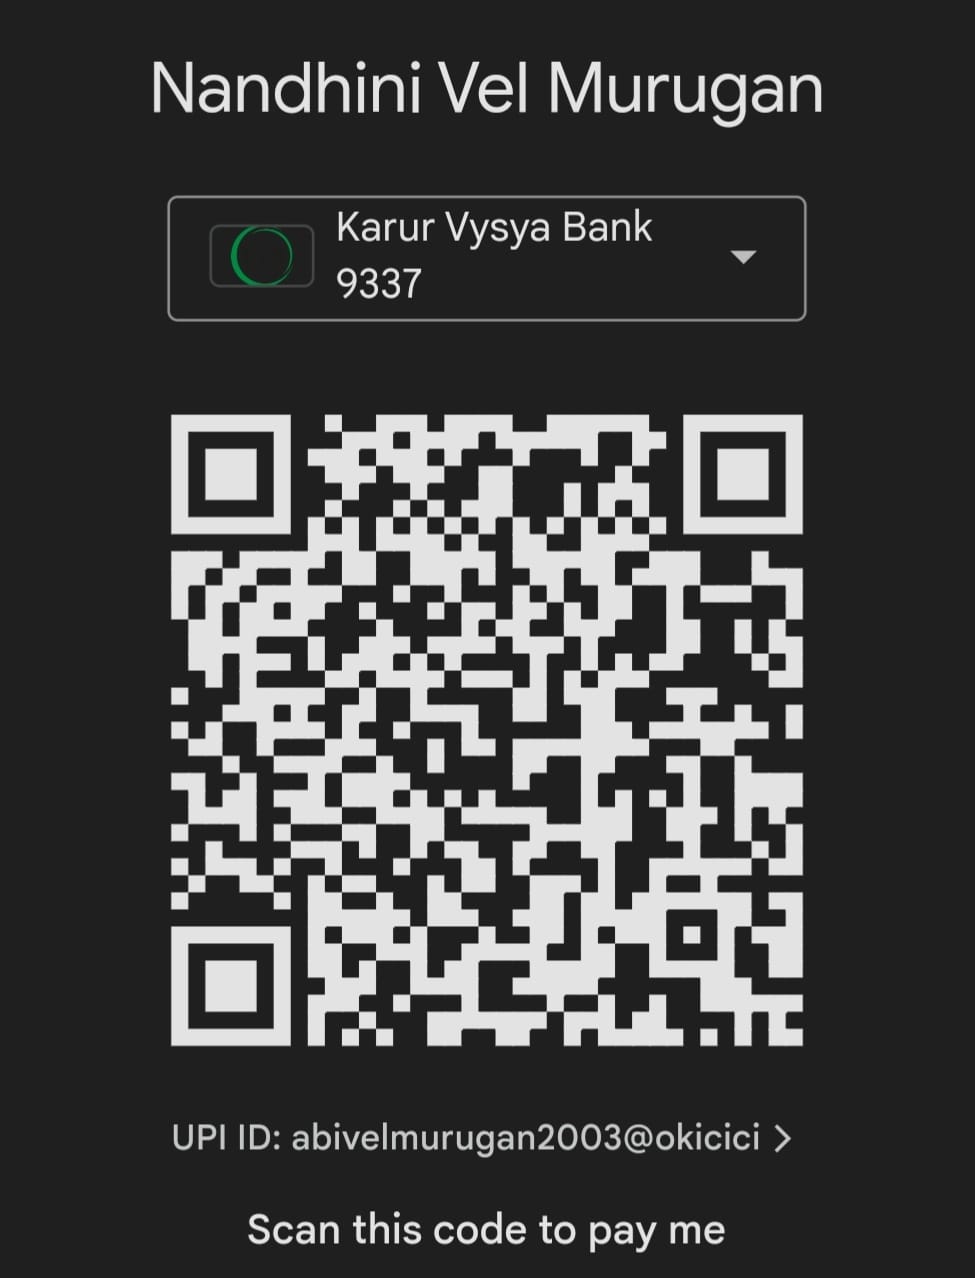 Nandhini Vel Murugan
Karur Vysya Bank
9337
UPI ID: abivelmurugan2003@okicici
Scan this code to pay me